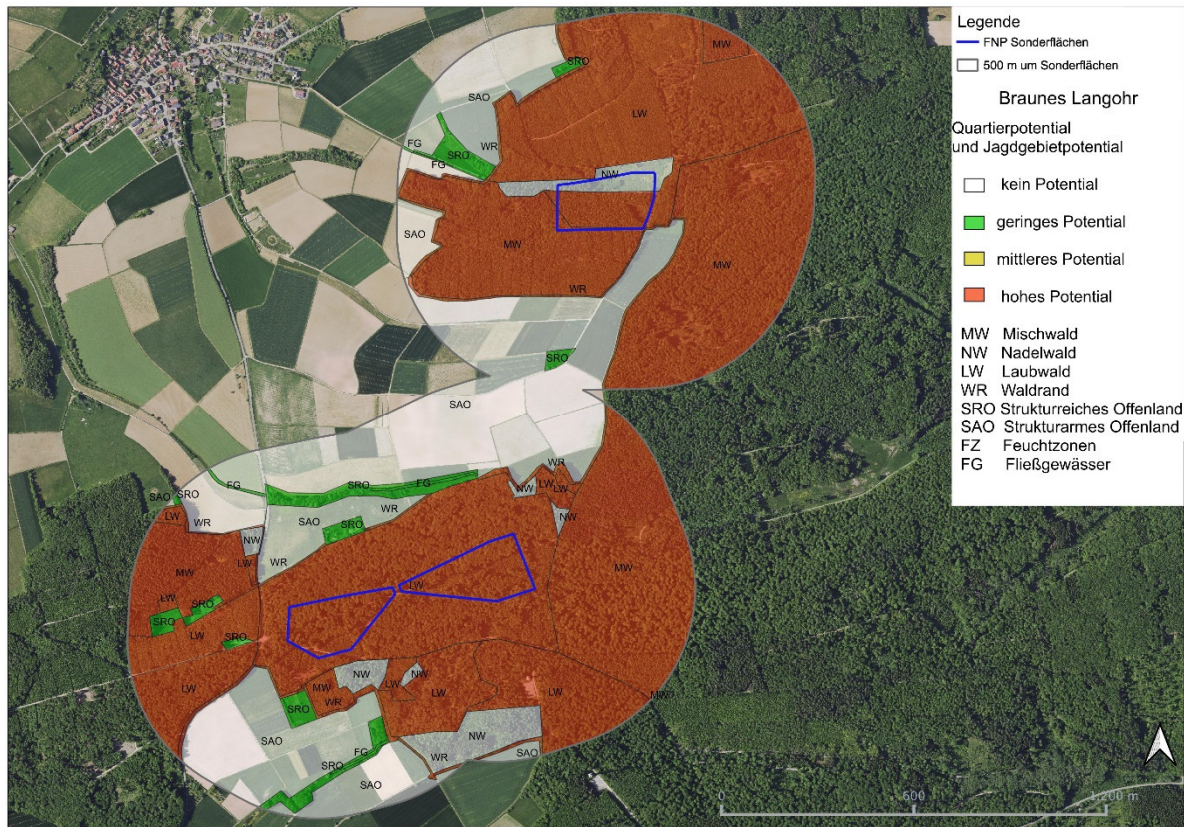 Legende
FNP Sonderflächen
500 m um Sonderflächen
Braunes Langohr
Quartierpotential
und Jagdgebietpotential
kein Potential
geringes Potential
mittleres Potential
hohes Potential
MW Mischwald
NW Nadelwald
LW Laubwald
WR Waldrand
SRO Strukturreiches Offenland
SAO Strukturarmes Offenland
FZ Feuchtzonen
FG Fließgewässer
MW
SRO
SAO
LW
FG
WR
SRO
FG
NW
SAO
MW
MW
WR
SRO
SAO
WR
FG
SRO
NW
LW
LW
SAO
SRO
LW
WR
SAO
SRO
WR
NW
NW
LW
WR
MW
MW
LW
LW
SRO
SRO
LW
SRO
LW
NW
NW
MW
LW
WR
LW
LW
MW
SRO
NW
SAO
FG
WR
SAO
SRO
SAO
0 600 1.200 m